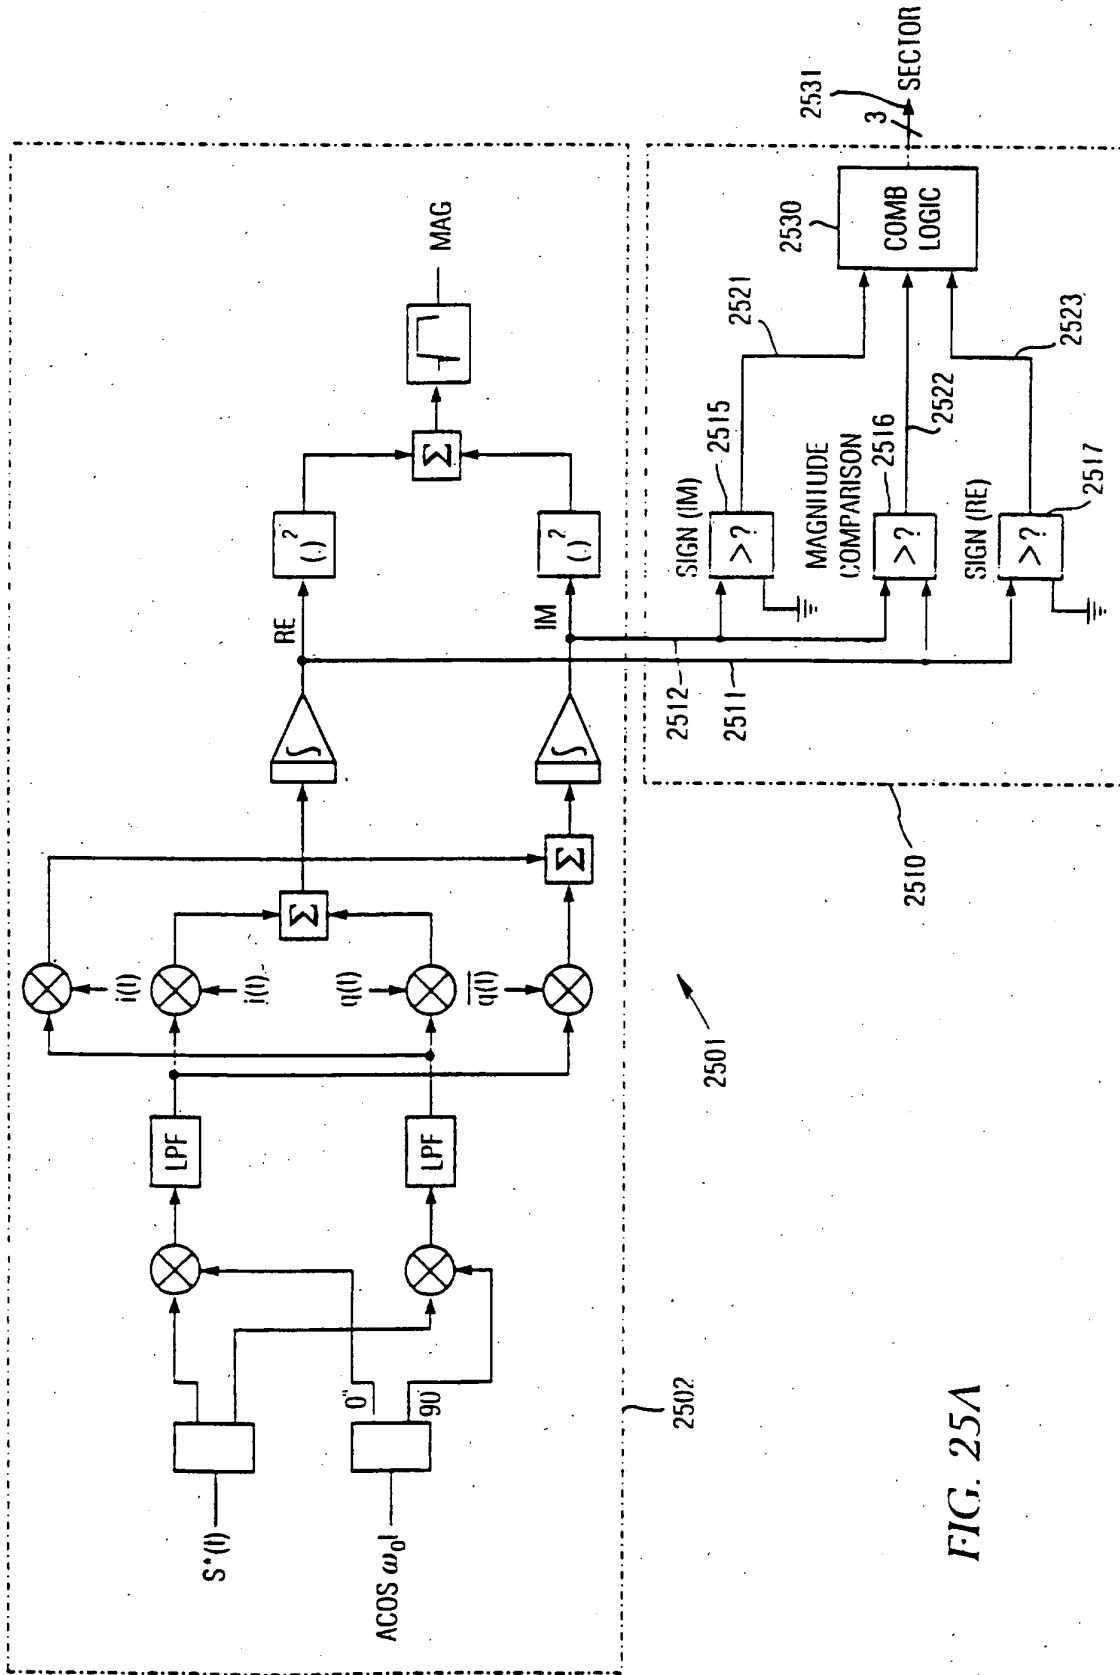 S*(t)
ACOS ω₀t
0°
90
LPF
LPF
i(t)
i(t)
q(t)
q(t)
Σ
Σ
∫
∫
RE
IM
( )²
( )²
Σ
MAG
2502
2501
2510
2512
2511
SIGN (IM)
>?
2515
MAGNITUDE
COMPARISON
>?
2516
SIGN (RE)
>?
2517
2521
2522
2523
2530
COMB
LOGIC
3
2531
SECTOR
FIG. 25A